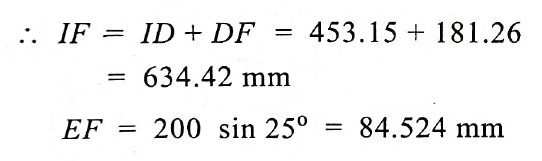 ∴ IF = ID + DF = 453.15 + 181.26
= 634.42 mm
EF = 200 sin 25° = 84.524 mm